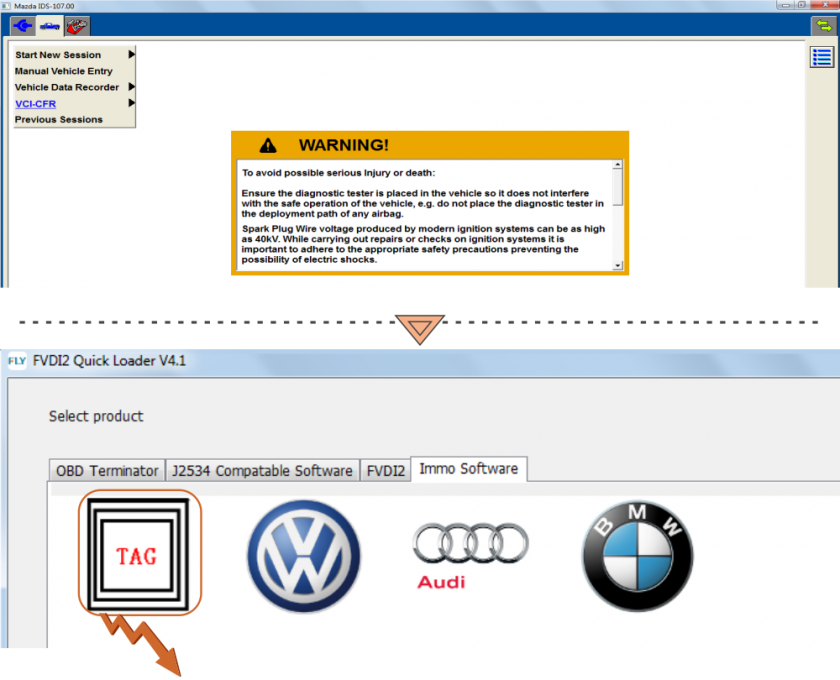 Mazda IDS-107.00
Start New Session
Manual Vehicle Entry
Vehicle Data Recorder
VCI-CFR
Previous Sessions
WARNING!
To avoid possible serious Injury or death:
Ensure the diagnostic tester is placed in the vehicle so it does not interfere
with the safe operation of the vehicle, e.g. do not place the diagnostic tester in
the deployment path of any airbag.
Spark Plug Wire voltage produced by modern ignition systems can be as high
as 40kV. While carrying out repairs or checks on ignition systems it is
important to adhere to the appropriate safety precautions preventing the
possibility of electric shocks.
FLY FVDI2 Quick Loader V4.1
Select product
OBD Terminator J2534 Compatable Software FVDI2 Immo Software
TAG
Audi
BMW